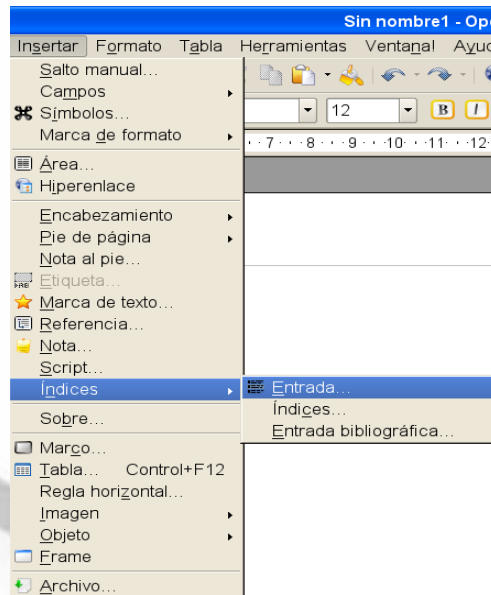 Sin nombre1 - Op
Insertar Formato Tabla Herramientas Ventanal Ayu
Salto manual...
Campos
Símbolos...
Marca de formato
Área...
Hiperenlace
Encabezamiento
Pie de página
Nota al pie...
Etiqueta...
Marca de texto...
Referencia...
Nota...
Script...
Índices
Sobre...
Marco...
Tabla... Control+F12
Regla horizontal...
Imagen
Objeto
Frame
Archivo...
12
B I
7 8 9 10 11 12
Entrada...
Índices...
Entrada bibliográfica...